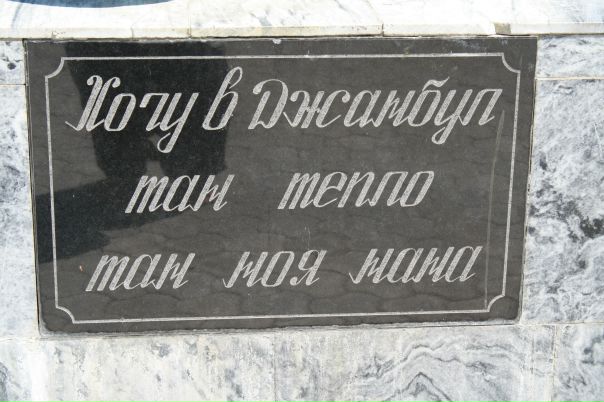 Хочу в Джамбул
там тепло
там моя мама